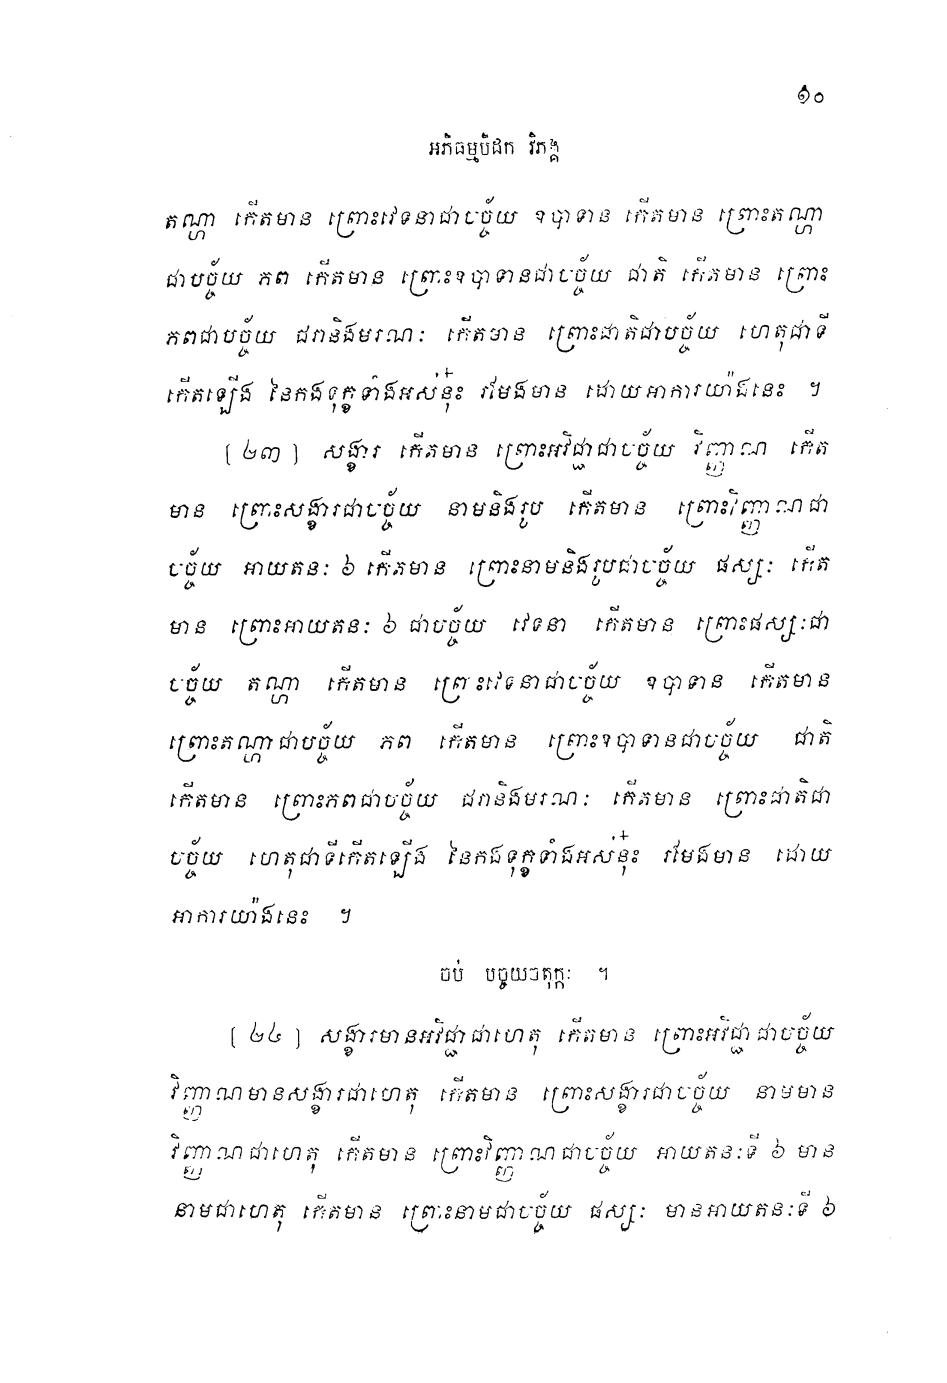 ១០
អភិធម្មបិដក វិភង្គ
តណ្ហា កើតមាន ព្រោះវេទនាជាបច្ច័យ ឧបាទាន កើតមាន ព្រោះតណ្ហា
ជាបច្ច័យ ភព កើតមាន ព្រោះឧបាទានជាបច្ច័យ ជាតិ កើតមាន ព្រោះ
ភពជាបច្ច័យ ជរានិងមរណៈ កើតមាន ព្រោះជាតិជាបច្ច័យ ហេតុជាទី
កើតឡើង នៃកងទុក្ខទាំងអស់នុ៎ះ រមែងមាន ដោយអាការយ៉ាងនេះ ។
[ ២៣ ] សង្ខារ កើតមាន ព្រោះអវិជ្ជាជាបច្ច័យ វិញ្ញាណ កើត
មាន ព្រោះសង្ខារជាបច្ច័យ នាមនិងរូប កើតមាន ព្រោះវិញ្ញាណជា
បច្ច័យ អាយតនៈ ៦ កើតមាន ព្រោះនាមនិងរូបជាបច្ច័យ ផស្សៈ កើត
មាន ព្រោះអាយតនៈ ៦ ជាបច្ច័យ វេទនា កើតមាន ព្រោះផស្សៈជា
បច្ច័យ តណ្ហា កើតមាន ព្រោះវេទនាជាបច្ច័យ ឧបាទាន កើតមាន
ព្រោះតណ្ហាជាបច្ច័យ ភព កើតមាន ព្រោះឧបាទានជាបច្ច័យ ជាតិ
កើតមាន ព្រោះភពជាបច្ច័យ ជរានិងមរណៈ កើតមាន ព្រោះជាតិជា
បច្ច័យ ហេតុជាទីកើតឡើង នៃកងទុក្ខទាំងអស់នុ៎ះ រមែងមាន ដោយ
អាការយ៉ាងនេះ ។
ចប់ បច្ចយចតុក្កៈ ។
[ ២៤ ] សង្ខារមានអវិជ្ជាជាហេតុ កើតមាន ព្រោះអវិជ្ជាជាបច្ច័យ
វិញ្ញាណមានសង្ខារជាហេតុ កើតមាន ព្រោះសង្ខារជាបច្ច័យ នាមមាន
វិញ្ញាណជាហេតុ កើតមាន ព្រោះវិញ្ញាណជាបច្ច័យ អាយតនៈទី ៦ មាន
នាមជាហេតុ កើតមាន ព្រោះនាមជាបច្ច័យ ផស្សៈ មានអាយតនៈទី ៦